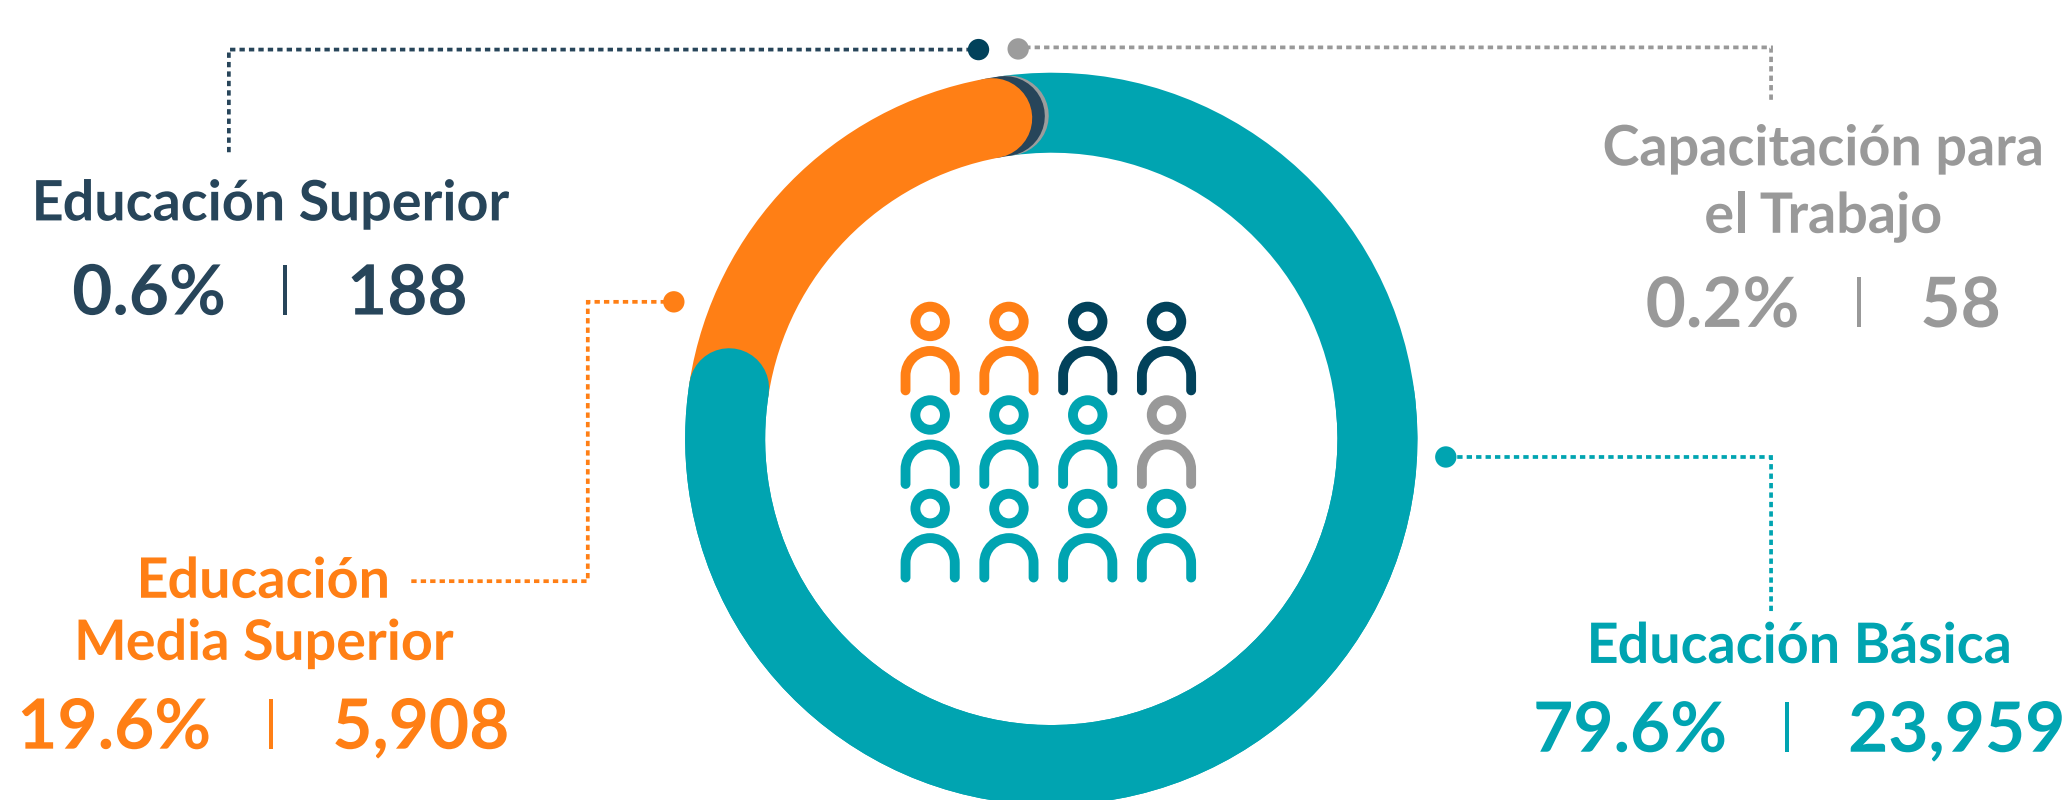 Educación Superior
0.6% | 188
Capacitación para
el Trabajo
0.2% | 58
Educación
Media Superior
19.6% | 5,908
Educación Básica
79.6% | 23,959